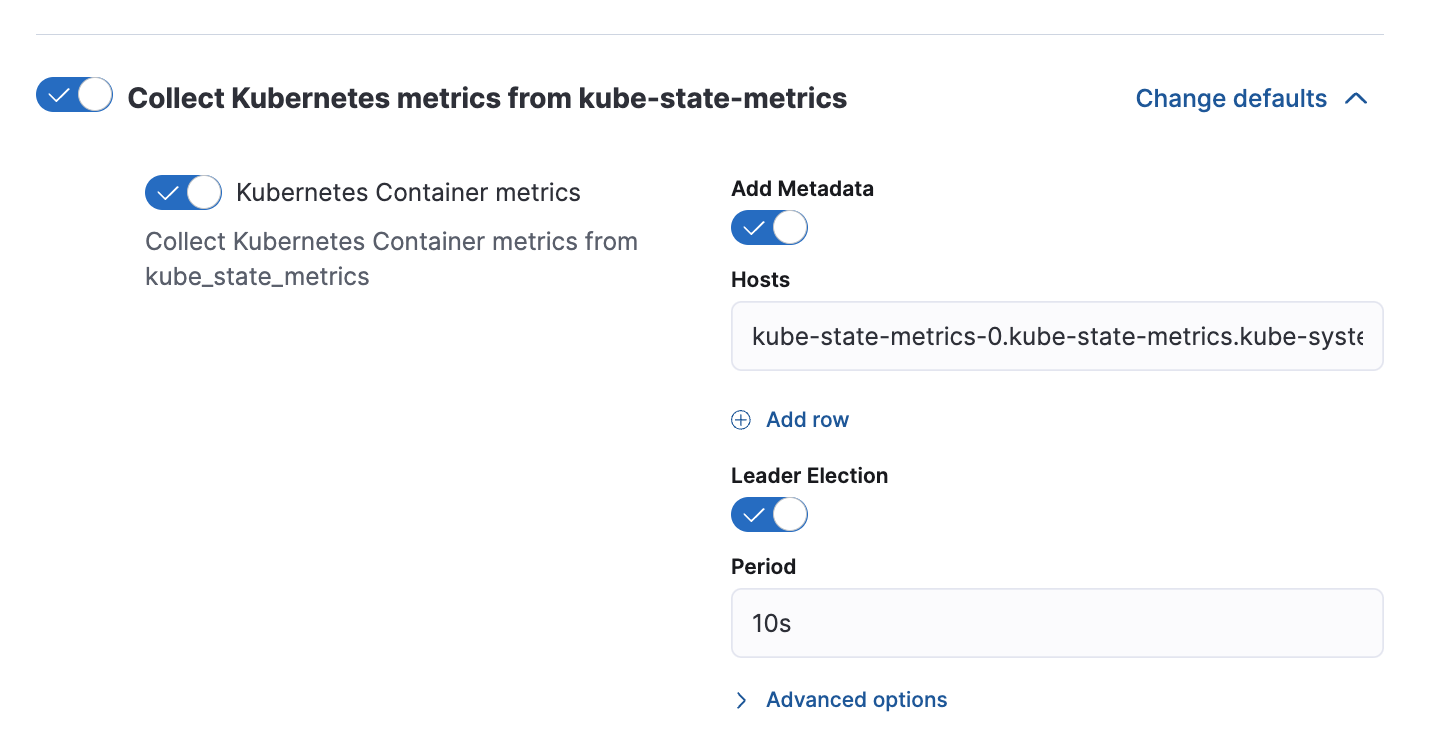 Collect Kubernetes metrics from kube-state-metrics
Change defaults
Kubernetes Container metrics
Collect Kubernetes Container metrics from
kube_state_metrics
Add Metadata
Hosts
kube-state-metrics-0.kube-state-metrics.kube-syste
Add row
Leader Election
Period
10s
Advanced options